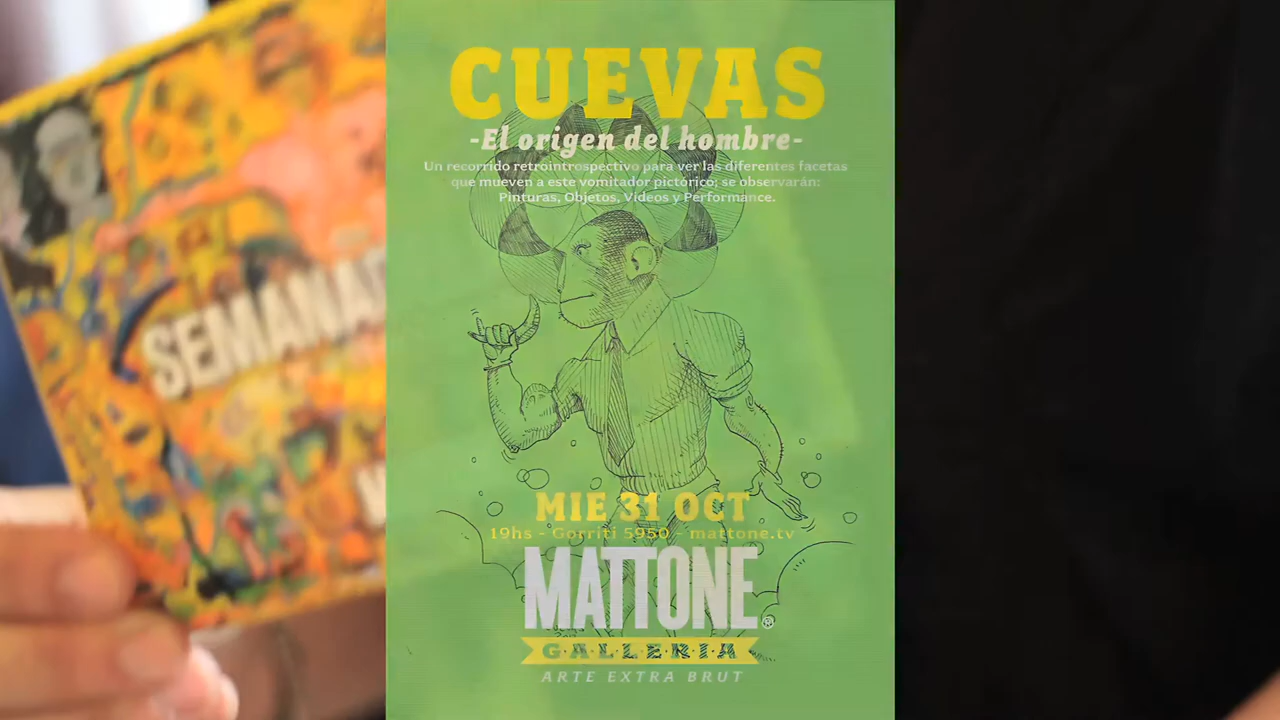 SEMANA
CUEVAS
-El origen del hombre-
Un recorrido retrointrospectivo para ver las diferentes facetas
que mueven a este vomitador pictórico; se observarán:
Pinturas, Objetos, Videos y Performance.
MIE 31 OCT
19hs - Gorriti 5950 - mattone.tv
MATTONE®
GALLERIA
ARTE EXTRA BRUT